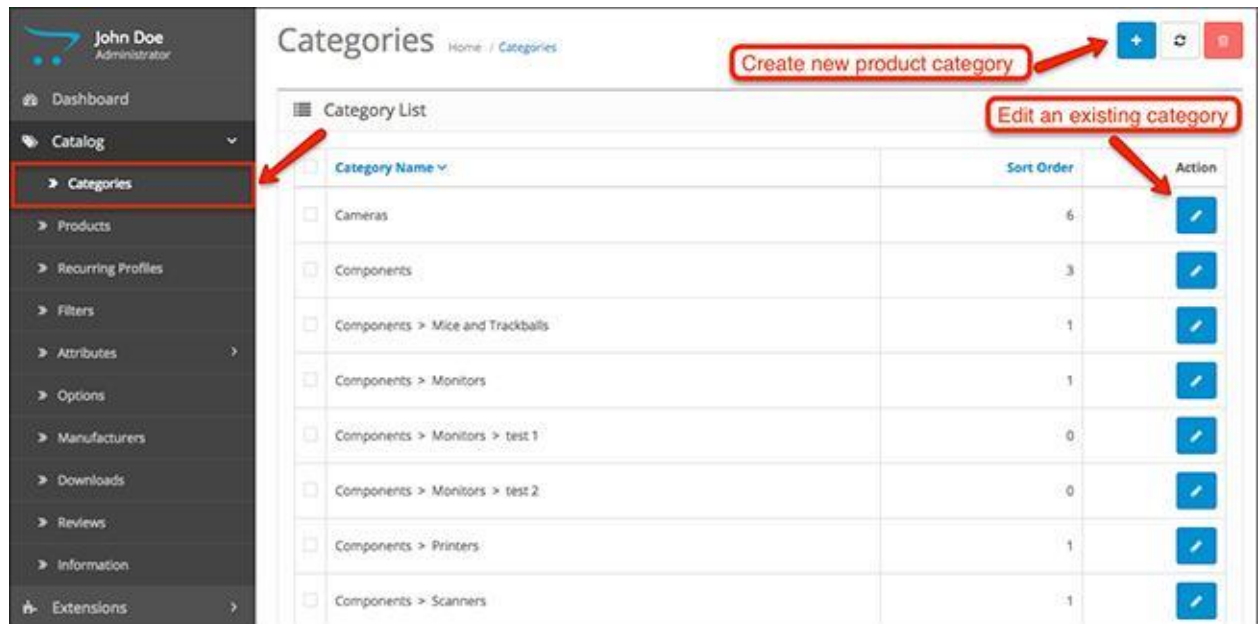 John Doe
Administrator
Dashboard
Catalog
Categories
Products
Recurring Profiles
Filters
Attributes
Options
Manufacturers
Downloads
Reviews
Information
Extensions
Categories Home / Categories
Create new product category
Category List
Edit an existing category
Category Name Sort Order Action
Cameras 6
Components 3
Components > Mice and Trackballs 1
Components > Monitors 1
Components > Monitors > test 1 0
Components > Monitors > test 2 0
Components > Printers 1
Components > Scanners 1